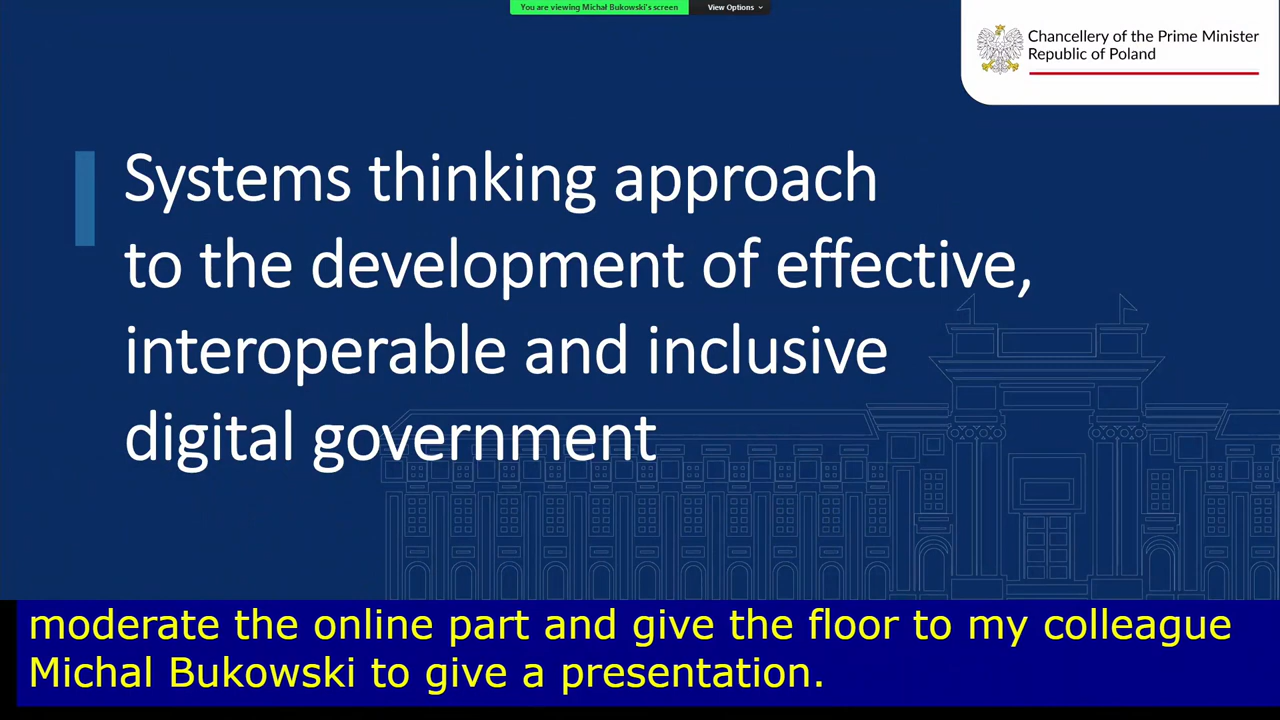 You are viewing Michał Bukowski's screen
View Options
Chancellery of the Prime Minister
Republic of Poland
Systems thinking approach
to the development of effective,
interoperable and inclusive
digital government
moderate the online part and give the floor to my colleague
Michal Bukowski to give a presentation.